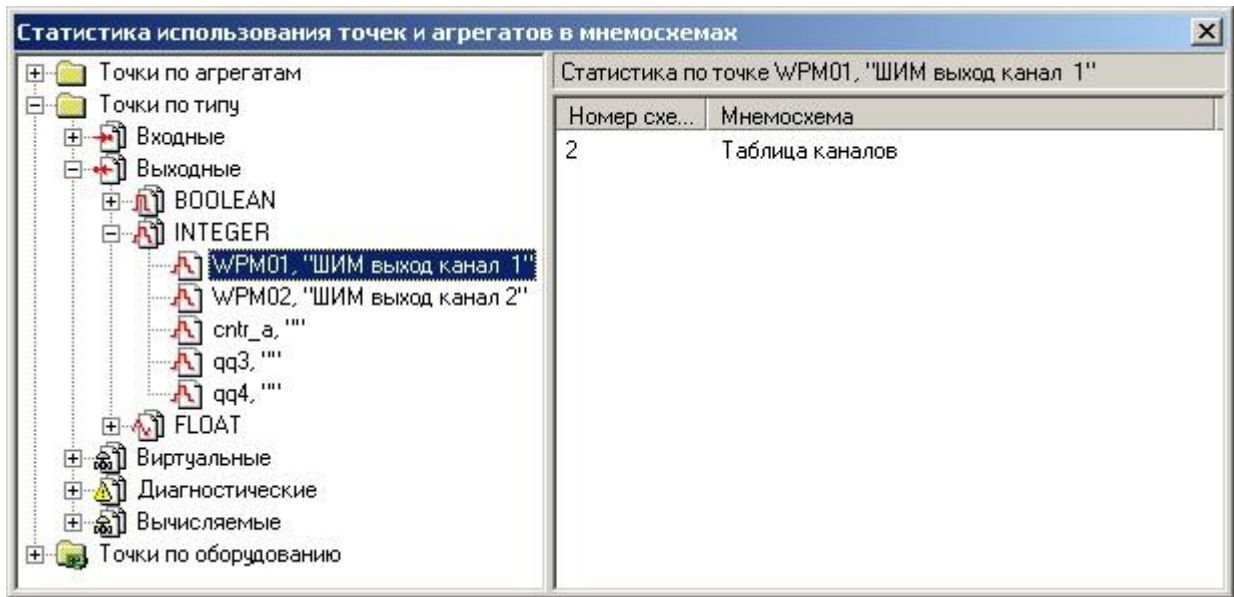 Статистика использования точек и агрегатов в мнемосхемах
Точки по агрегатам
Точки по типу
Входные
Выходные
BOOLEAN
INTEGER
WPM01, "ШИМ выход канал  1"
WPM02, "ШИМ выход канал 2"
cntr_a, ""
qq3, ""
qq4, ""
FLOAT
Виртуальные
Диагностические
Вычисляемые
Точки по оборудованию
Статистика по точке WPM01, "ШИМ выход канал  1"
Номер схе... Мнемосхема
2 Таблица каналов